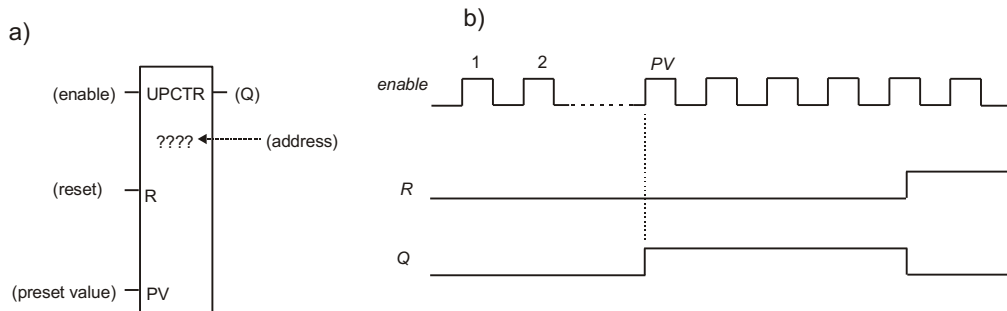 a)
(enable) UPCTR (Q)
???? (address)
(reset) R
(preset value) PV
b)
1 2 PV
enable
R
Q